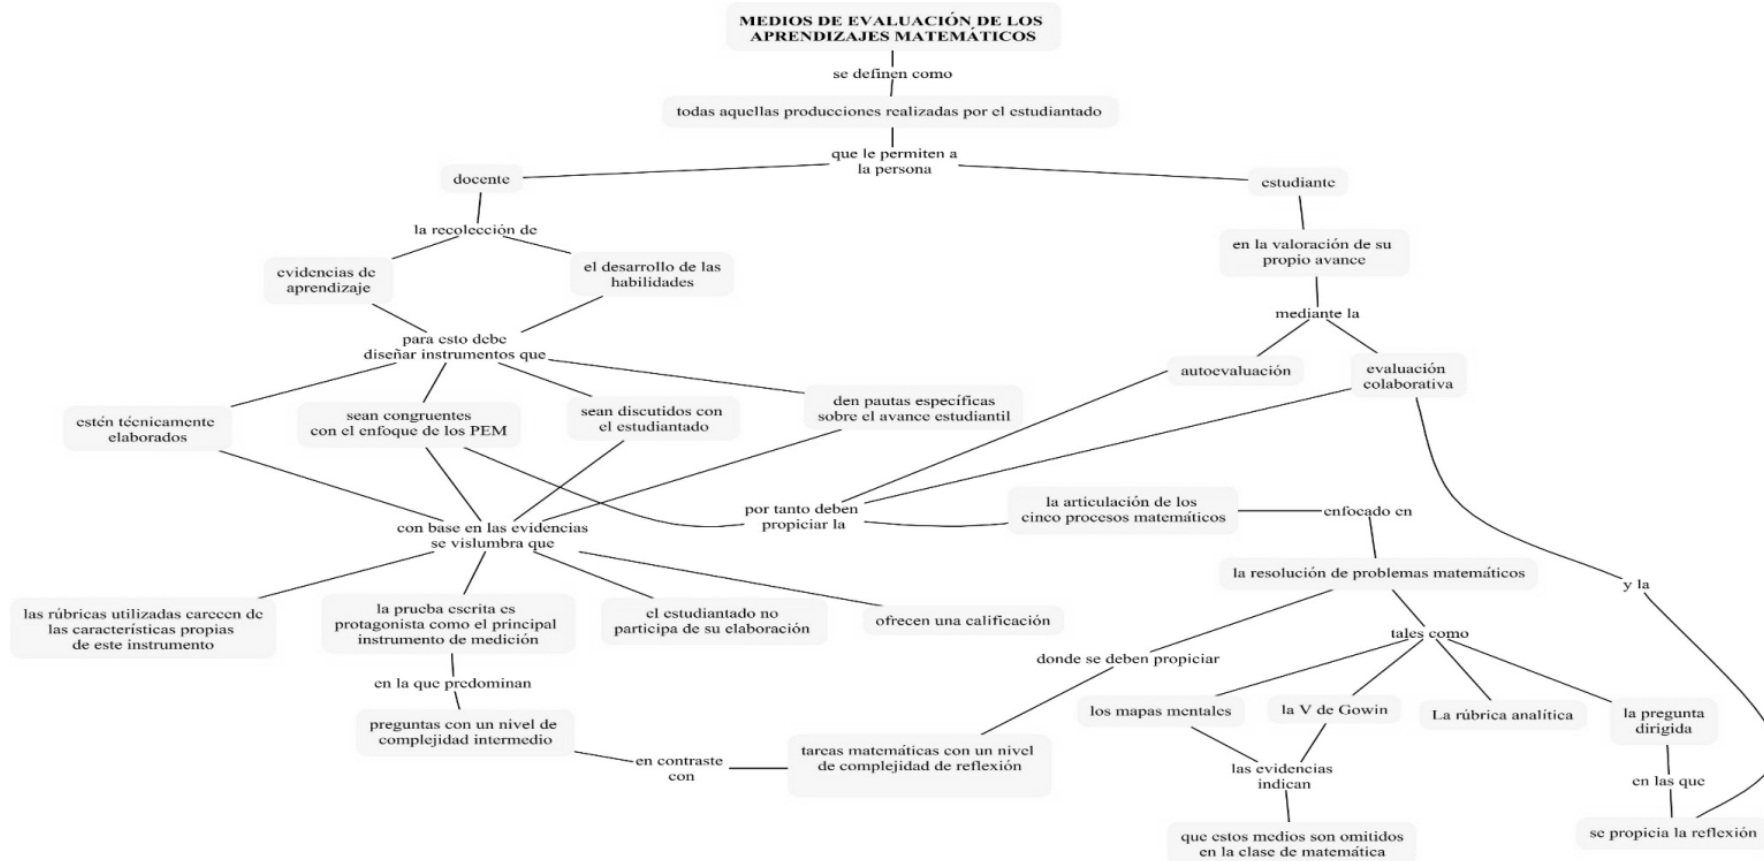 MEDIOS DE EVALUACIÓN DE LOS
APRENDIZAJES MATEMÁTICOS
se definen como
todas aquellas producciones realizadas por el estudiantado
que le permiten a
la persona
docente
estudiante
la recolección de
evidencias de
aprendizaje
el desarrollo de las
habilidades
en la valoración de su
propio avance
mediante la
para esto debe
diseñar instrumentos que
autoevaluación
evaluación
colaborativa
estén técnicamente
elaborados
sean congruentes
con el enfoque de los PEM
sean discutidos con
el estudiantado
den pautas específicas
sobre el avance estudiantil
con base en las evidencias
se vislumbra que
por tanto deben
propiciar la
la articulación de los
cinco procesos matemáticos
enfocado en
la resolución de problemas matemáticos
y la
las rúbricas utilizadas carecen de
las características propias
de este instrumento
la prueba escrita es
protagonista como el principal
instrumento de medición
el estudiantado no
participa de su elaboración
ofrecen una calificación
tales como
donde se deben propiciar
en la que predominan
preguntas con un nivel de
complejidad intermedio
en contraste
con
tareas matemáticas con un nivel
de complejidad de reflexión
los mapas mentales
la V de Gowin
La rúbrica analítica
la pregunta
dirigida
las evidencias
indican
en las que
que estos medios son omitidos
en la clase de matemática
se propicia la reflexión